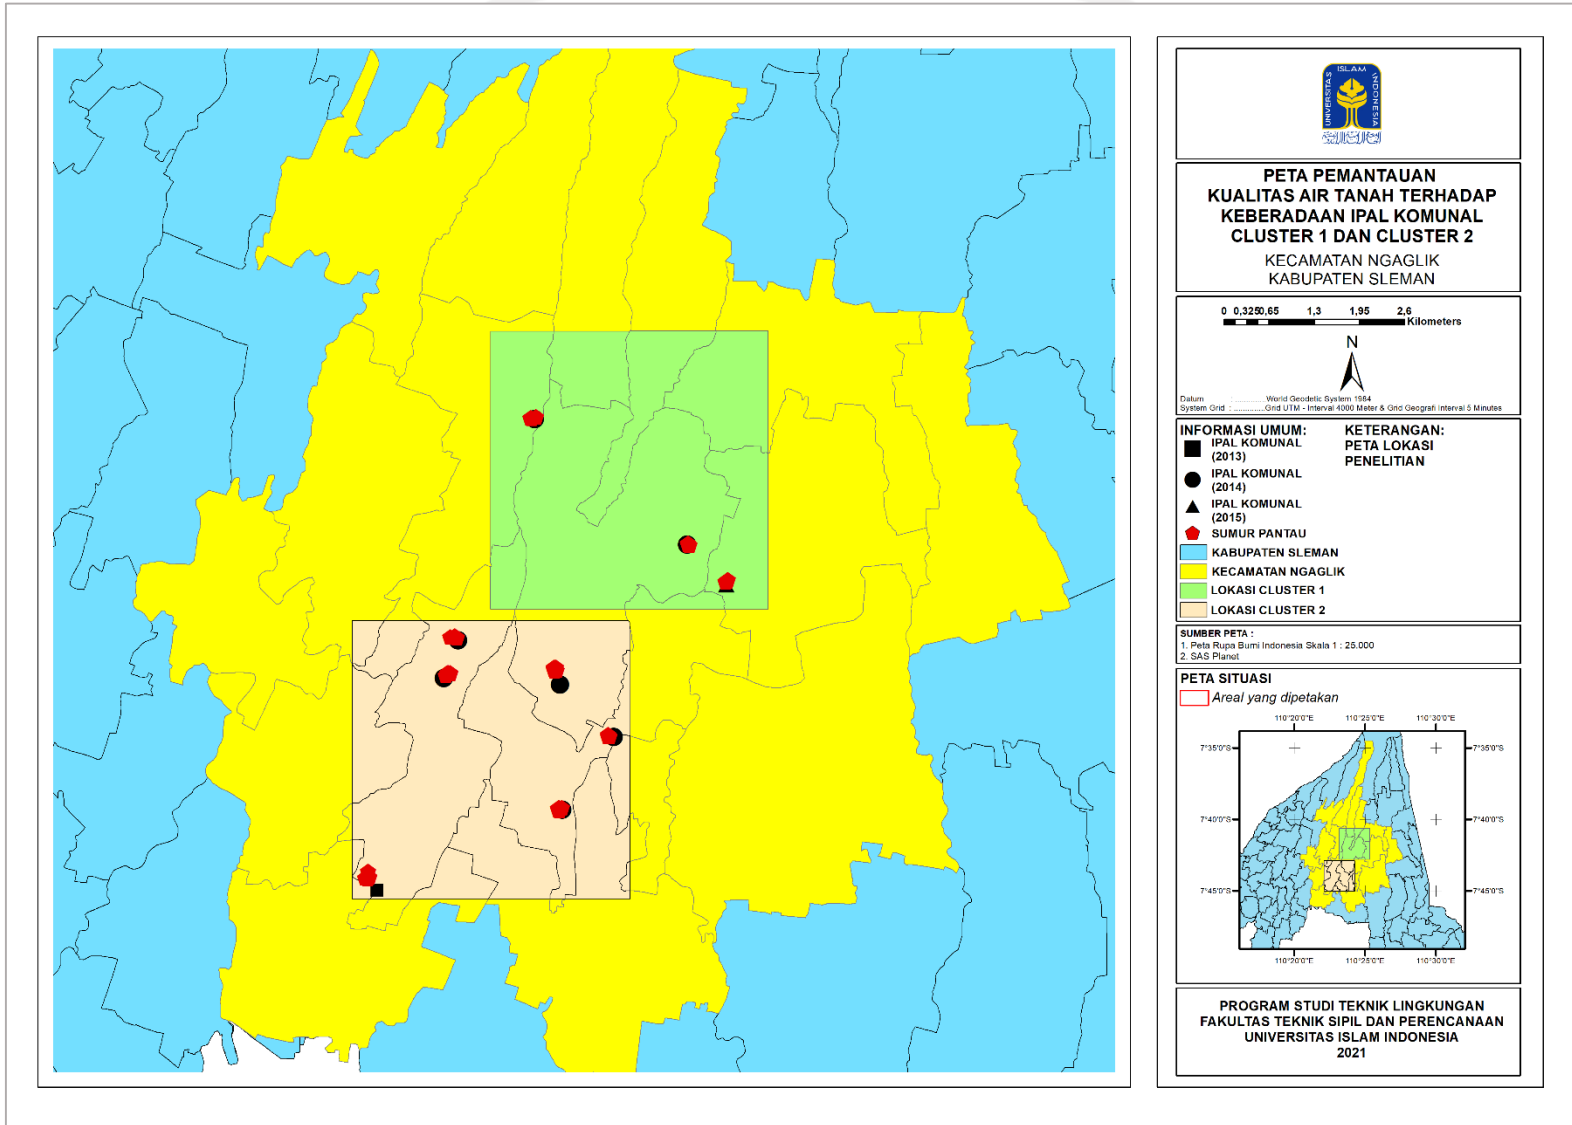 UNIVERSITAS ISLAM INDONESIA
PETA PEMANTAUAN
KUALITAS AIR TANAH TERHADAP
KEBERADAAN IPAL KOMUNAL
CLUSTER 1 DAN CLUSTER 2
KECAMATAN NGAGLIK
KABUPATEN SLEMAN
0 0,325 0,65 1,3 1,95 2,6
Kilometers
N
Datum : ............World Geodetic System 1984
System Grid : ............Grid UTM - Interval 4000 Meter & Grid Geografi Interval 5 Minutes
INFORMASI UMUM:
IPAL KOMUNAL
(2013)
IPAL KOMUNAL
(2014)
IPAL KOMUNAL
(2015)
SUMUR PANTAU
KABUPATEN SLEMAN
KECAMATAN NGAGLIK
LOKASI CLUSTER 1
LOKASI CLUSTER 2
KETERANGAN:
PETA LOKASI
PENELITIAN
SUMBER PETA :
1. Peta Rupa Bumi Indonesia Skala 1 : 25.000
2. SAS Planet
PETA SITUASI
Areal yang dipetakan
110°20'0"E 110°25'0"E 110°30'0"E
7°35'0"S 7°35'0"S
7°40'0"S 7°40'0"S
7°45'0"S 7°45'0"S
110°20'0"E 110°25'0"E 110°30'0"E
PROGRAM STUDI TEKNIK LINGKUNGAN
FAKULTAS TEKNIK SIPIL DAN PERENCANAAN
UNIVERSITAS ISLAM INDONESIA
2021